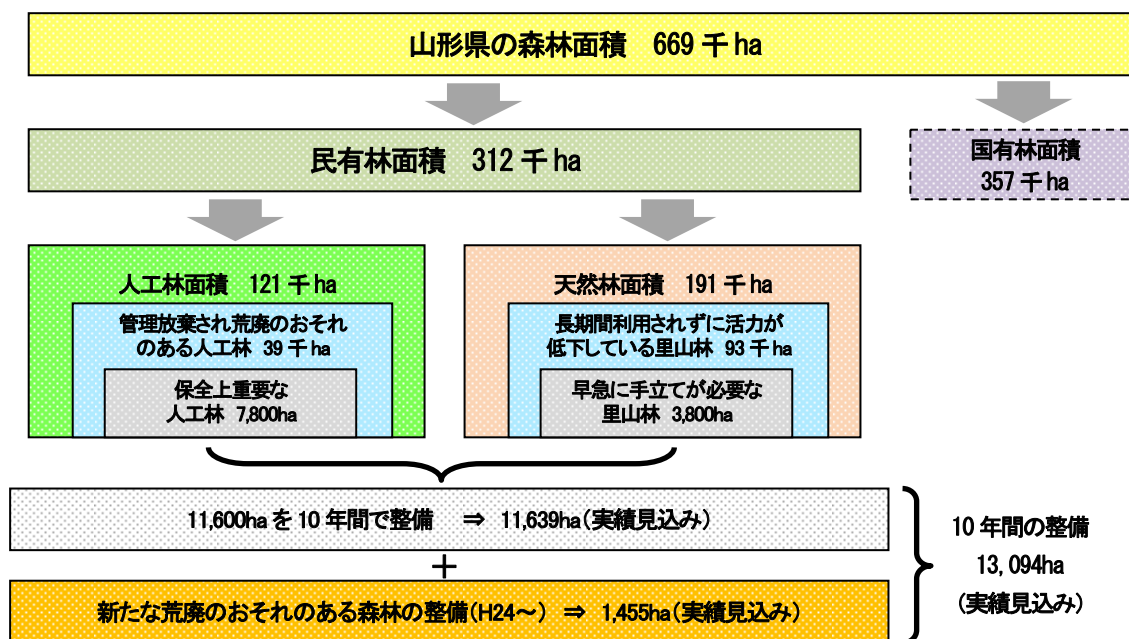 山形県の森林面積　669 千 ha
民有林面積　312 千 ha
国有林面積
357 千 ha
人工林面積　121 千 ha
管理放棄され荒廃のおそれ
のある人工林 39 千 ha
保全上重要な
人工林 7,800ha
天然林面積　191 千 ha
長期間利用されずに活力が
低下している里山林 93 千 ha
早急に手立てが必要な
里山林 3,800ha
11,600ha を 10 年間で整備　⇒ 11,639ha（実績見込み）
＋
新たな荒廃のおそれのある森林の整備（H24～） ⇒ 1,455ha（実績見込み）
10 年間の整備
13,094ha
（実績見込み）